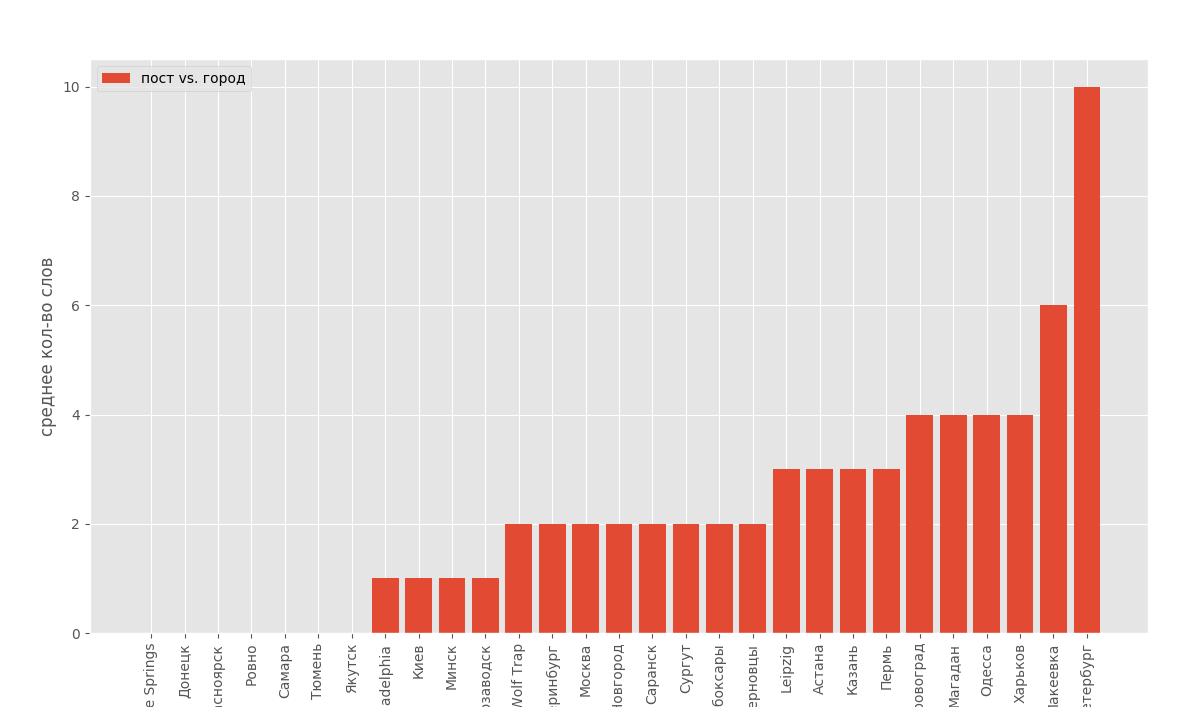 пост vs. город
среднее кол-во слов
10
8
6
4
2
0
e Springs
Донецк
сноярск
Ровно
Самара
Тюмень
Якутск
adelphia
Киев
Минск
озаводск
Wolf Trap
еринбург
Москва
Новгород
Саранск
Сургут
боксары
ерновцы
Leipzig
Астана
Казань
Пермь
ровоград
Магадан
Одесса
Харьков
Макеевка
етербург